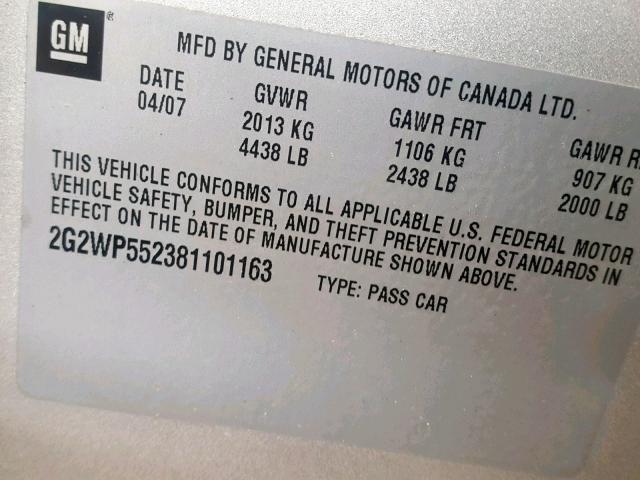 GM ®
MFD BY GENERAL MOTORS OF CANADA LTD.
DATE GVWR GAWR FRT GAWR R
04/07 2013 KG 1106 KG 907 KG
4438 LB 2438 LB 2000 LB
THIS VEHICLE CONFORMS TO ALL APPLICABLE U.S. FEDERAL MOTOR
VEHICLE SAFETY, BUMPER, AND THEFT PREVENTION STANDARDS IN
EFFECT ON THE DATE OF MANUFACTURE SHOWN ABOVE.
2G2WP552381101163 TYPE: PASS CAR